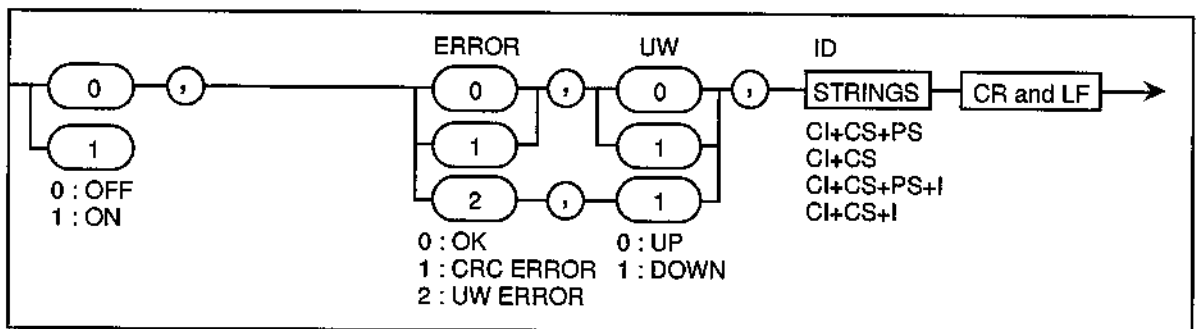 ERROR UW ID
0 , 0 , 0 , STRINGS CR and LF
1 1 1 CI+CS+PS
0 : OFF 2 , 1 CI+CS
1 : ON CI+CS+PS+I
CI+CS+I
0 : OK 0 : UP
1 : CRC ERROR 1 : DOWN
2 : UW ERROR